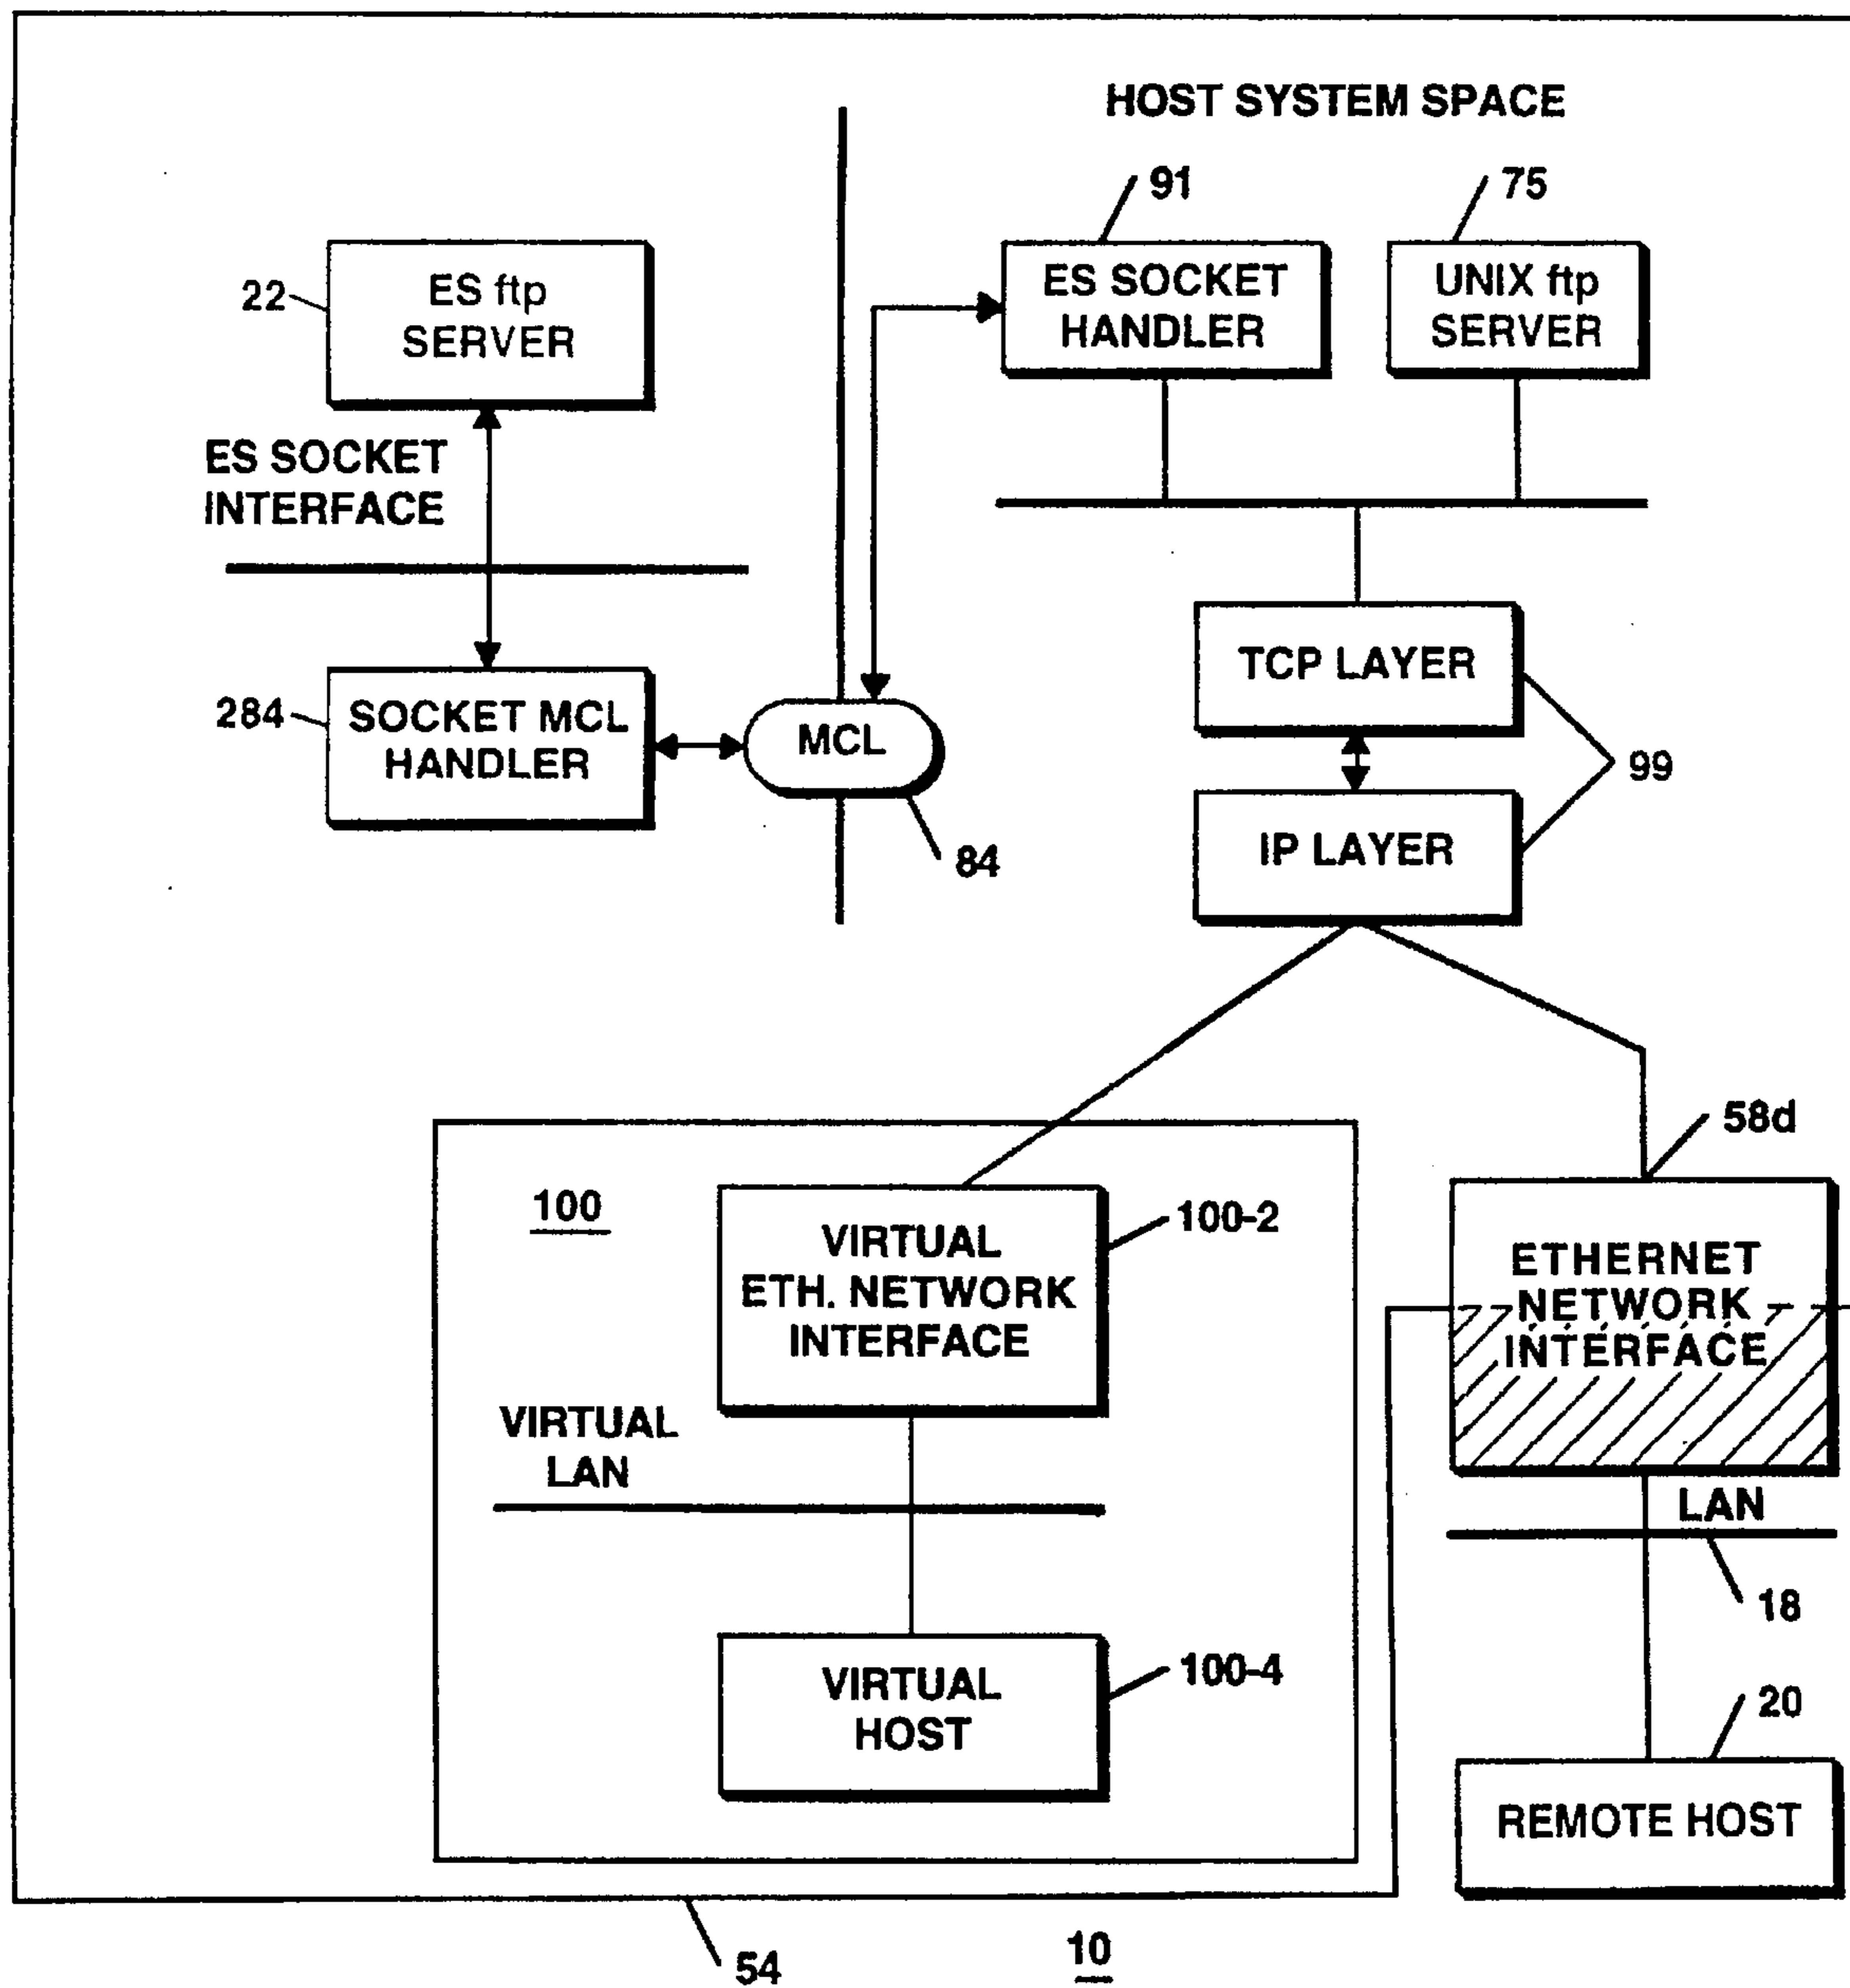 HOST SYSTEM SPACE
91
75
22
ES ftp
SERVER
ES SOCKET
HANDLER
UNIX ftp
SERVER
ES SOCKET
INTERFACE
284
SOCKET MCL
HANDLER
MCL
84
TCP LAYER
99
IP LAYER
58d
100
100-2
VIRTUAL
ETH. NETWORK
INTERFACE
ETHERNET
NETWORK
INTERFACE
VIRTUAL
LAN
LAN
18
100-4
VIRTUAL
HOST
20
REMOTE HOST
54
10